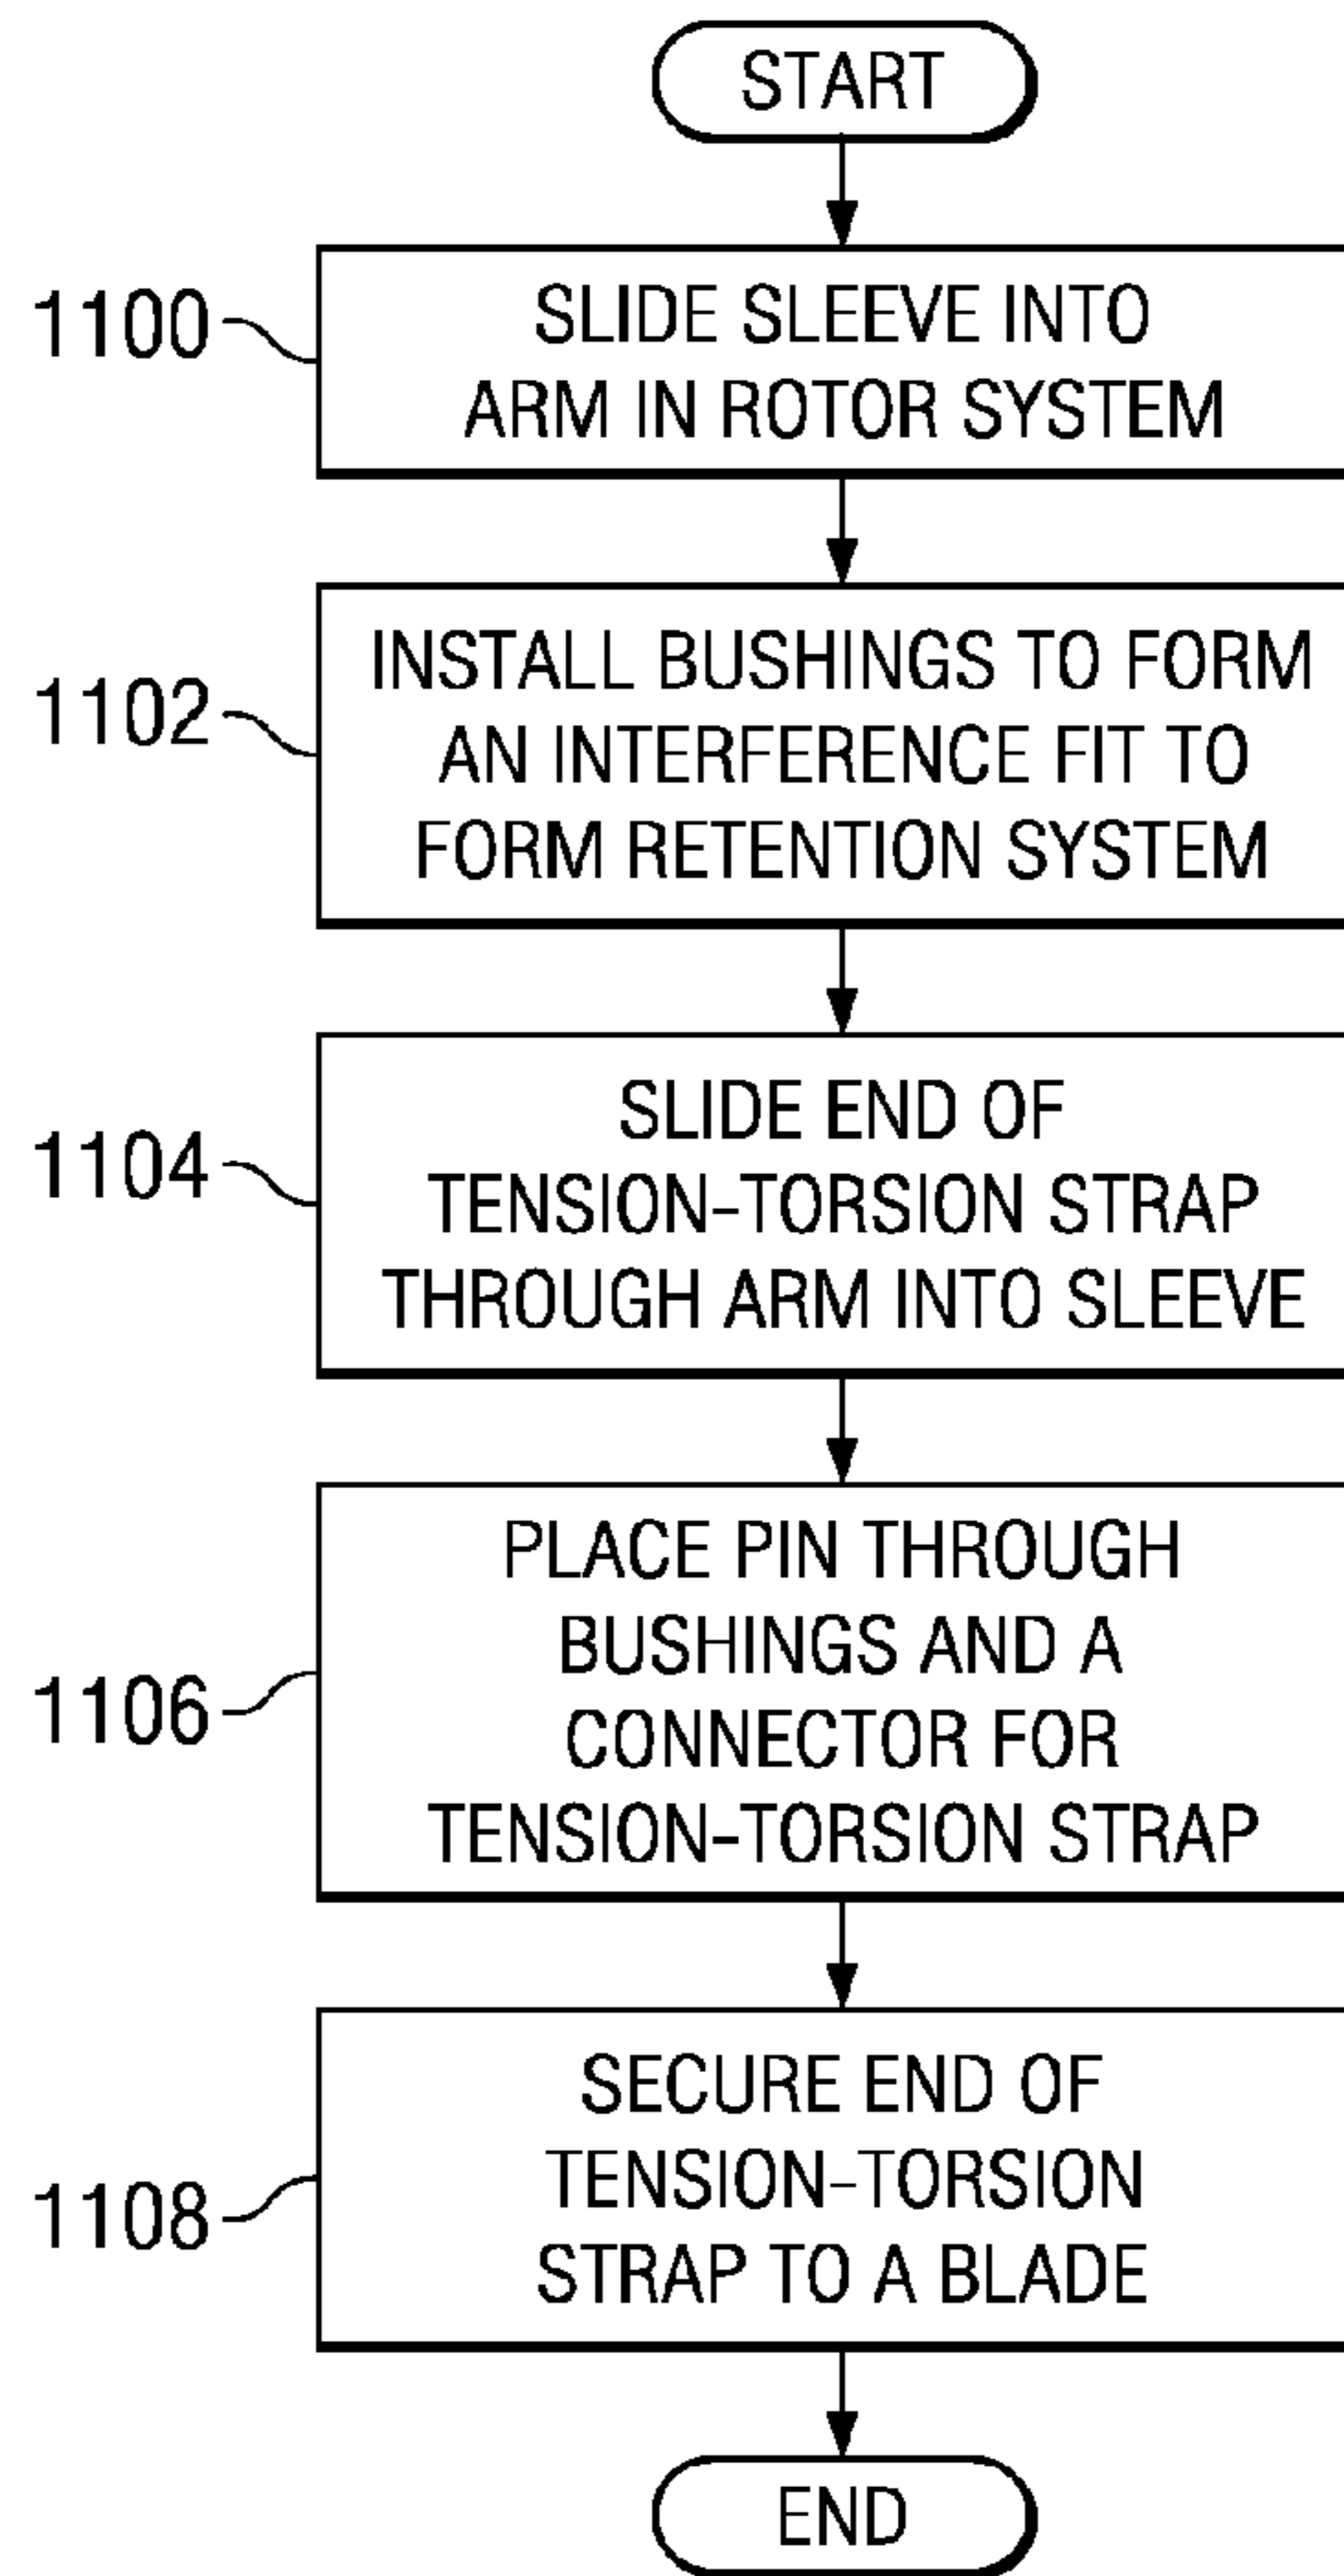 START
1100
SLIDE SLEEVE INTO
ARM IN ROTOR SYSTEM
1102
INSTALL BUSHINGS TO FORM
AN INTERFERENCE FIT TO
FORM RETENTION SYSTEM
1104
SLIDE END OF
TENSION-TORSION STRAP
THROUGH ARM INTO SLEEVE
1106
PLACE PIN THROUGH
BUSHINGS AND A
CONNECTOR FOR
TENSION-TORSION STRAP
1108
SECURE END OF
TENSION-TORSION
STRAP TO A BLADE
END